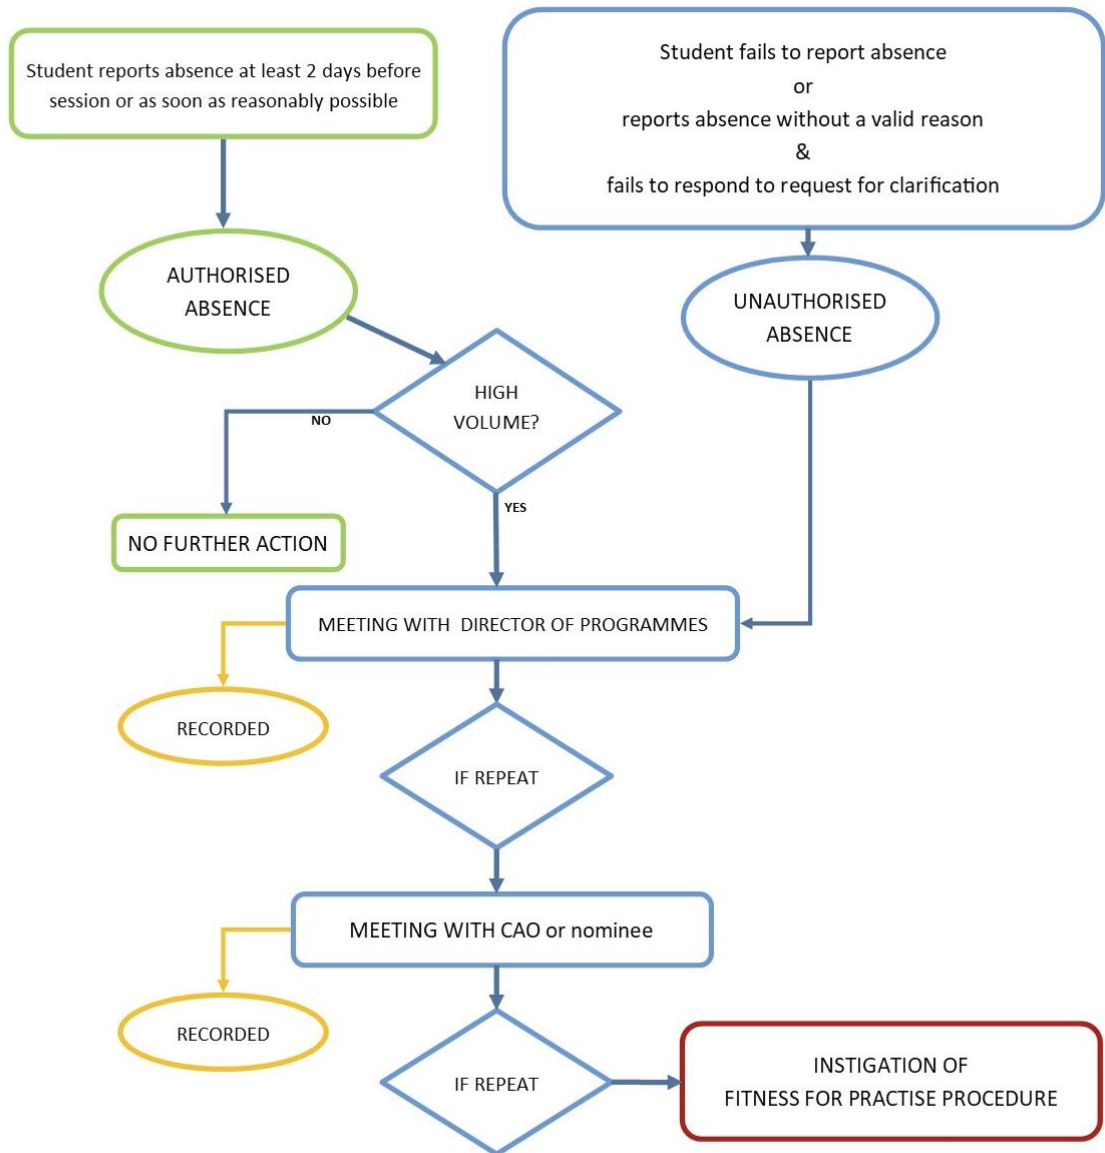 Student reports absence at least 2 days before
session or as soon as reasonably possible
Student fails to report absence
or
reports absence without a valid reason
&
fails to respond to request for clarification
AUTHORISED
ABSENCE
UNAUTHORISED
ABSENCE
HIGH
VOLUME?
NO
YES
NO FURTHER ACTION
MEETING WITH DIRECTOR OF PROGRAMMES
RECORDED
IF REPEAT
MEETING WITH CAO or nominee
RECORDED
IF REPEAT
INSTIGATION OF
FITNESS FOR PRACTISE PROCEDURE